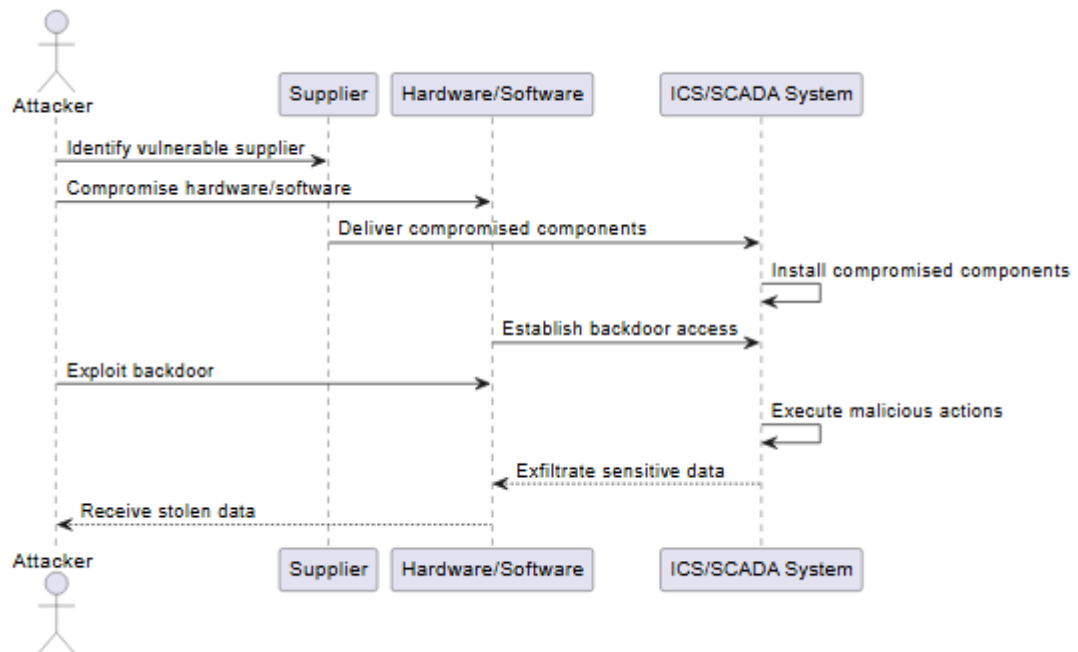 Attacker
Supplier
Hardware/Software
ICS/SCADA System
Identify vulnerable supplier
Compromise hardware/software
Deliver compromised components
Install compromised components
Establish backdoor access
Exploit backdoor
Execute malicious actions
Exfiltrate sensitive data
Receive stolen data
Attacker
Supplier
Hardware/Software
ICS/SCADA System